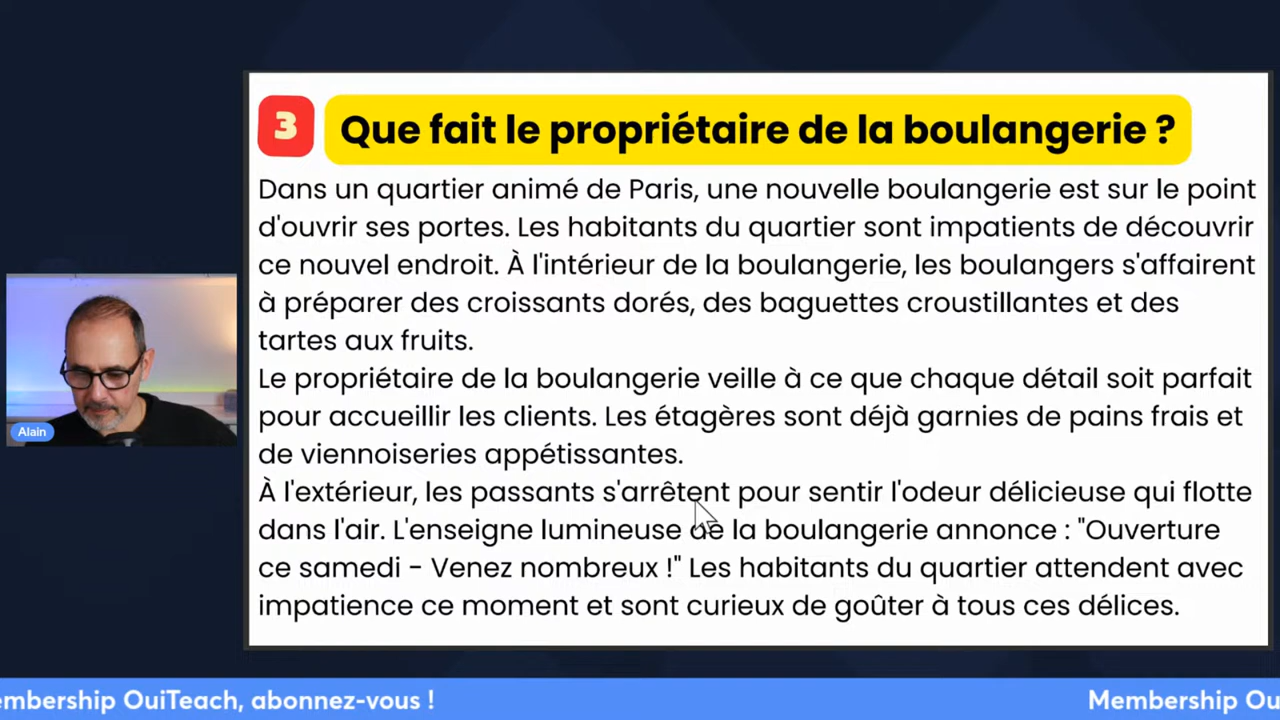 3
Que fait le propriétaire de la boulangerie ?
Dans un quartier animé de Paris, une nouvelle boulangerie est sur le point
d'ouvrir ses portes. Les habitants du quartier sont impatients de découvrir
ce nouvel endroit. À l'intérieur de la boulangerie, les boulangers s'affairent
à préparer des croissants dorés, des baguettes croustillantes et des
tartes aux fruits.
Le propriétaire de la boulangerie veille à ce que chaque détail soit parfait
pour accueillir les clients. Les étagères sont déjà garnies de pains frais et
de viennoiseries appétissantes.
À l'extérieur, les passants s'arrêtent pour sentir l'odeur délicieuse qui flotte
dans l'air. L'enseigne lumineuse de la boulangerie annonce : "Ouverture
ce samedi - Venez nombreux !" Les habitants du quartier attendent avec
impatience ce moment et sont curieux de goûter à tous ces délices.
Alain
embership OuiTeach, abonnez-vous !
Membership Ou